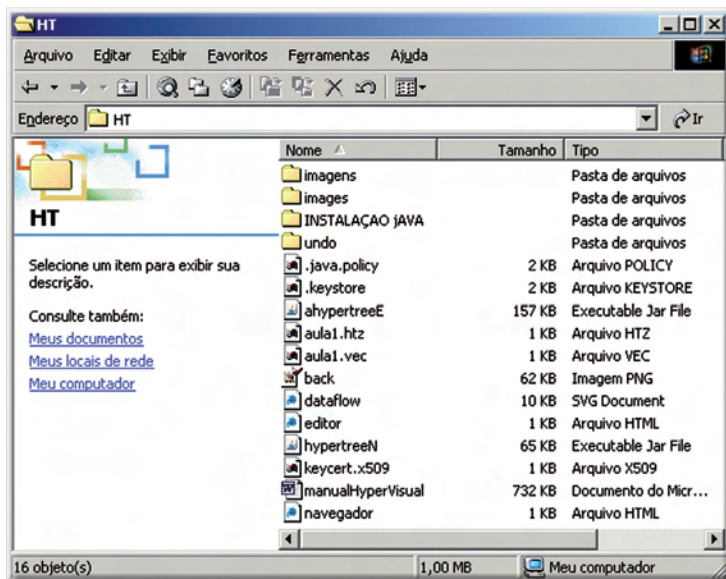 HT
Arquivo Editar Exibir Favoritos Ferramentas Ajuda
Endereço HT Ir
Nome Tamanho Tipo
imagens Pasta de arquivos
images Pasta de arquivos
INSTALAÇAO jAVA Pasta de arquivos
undo Pasta de arquivos
.java.policy 2 KB Arquivo POLICY
.keystore 2 KB Arquivo KEYSTORE
ahypertreeE 157 KB Executable Jar File
aula1.htz 1 KB Arquivo HTZ
aula1.vec 1 KB Arquivo VEC
back 62 KB Imagem PNG
dataflow 10 KB SVG Document
editor 1 KB Arquivo HTML
hypertreeN 65 KB Executable Jar File
keycert.x509 1 KB Arquivo X509
manualHyperVisual 732 KB Documento do Micr...
navegador 1 KB Arquivo HTML
HT
Selecione um item para exibir sua
descrição.
Consulte também:
Meus documentos
Meus locais de rede
Meu computador
16 objeto(s) 1,00 MB Meu computador